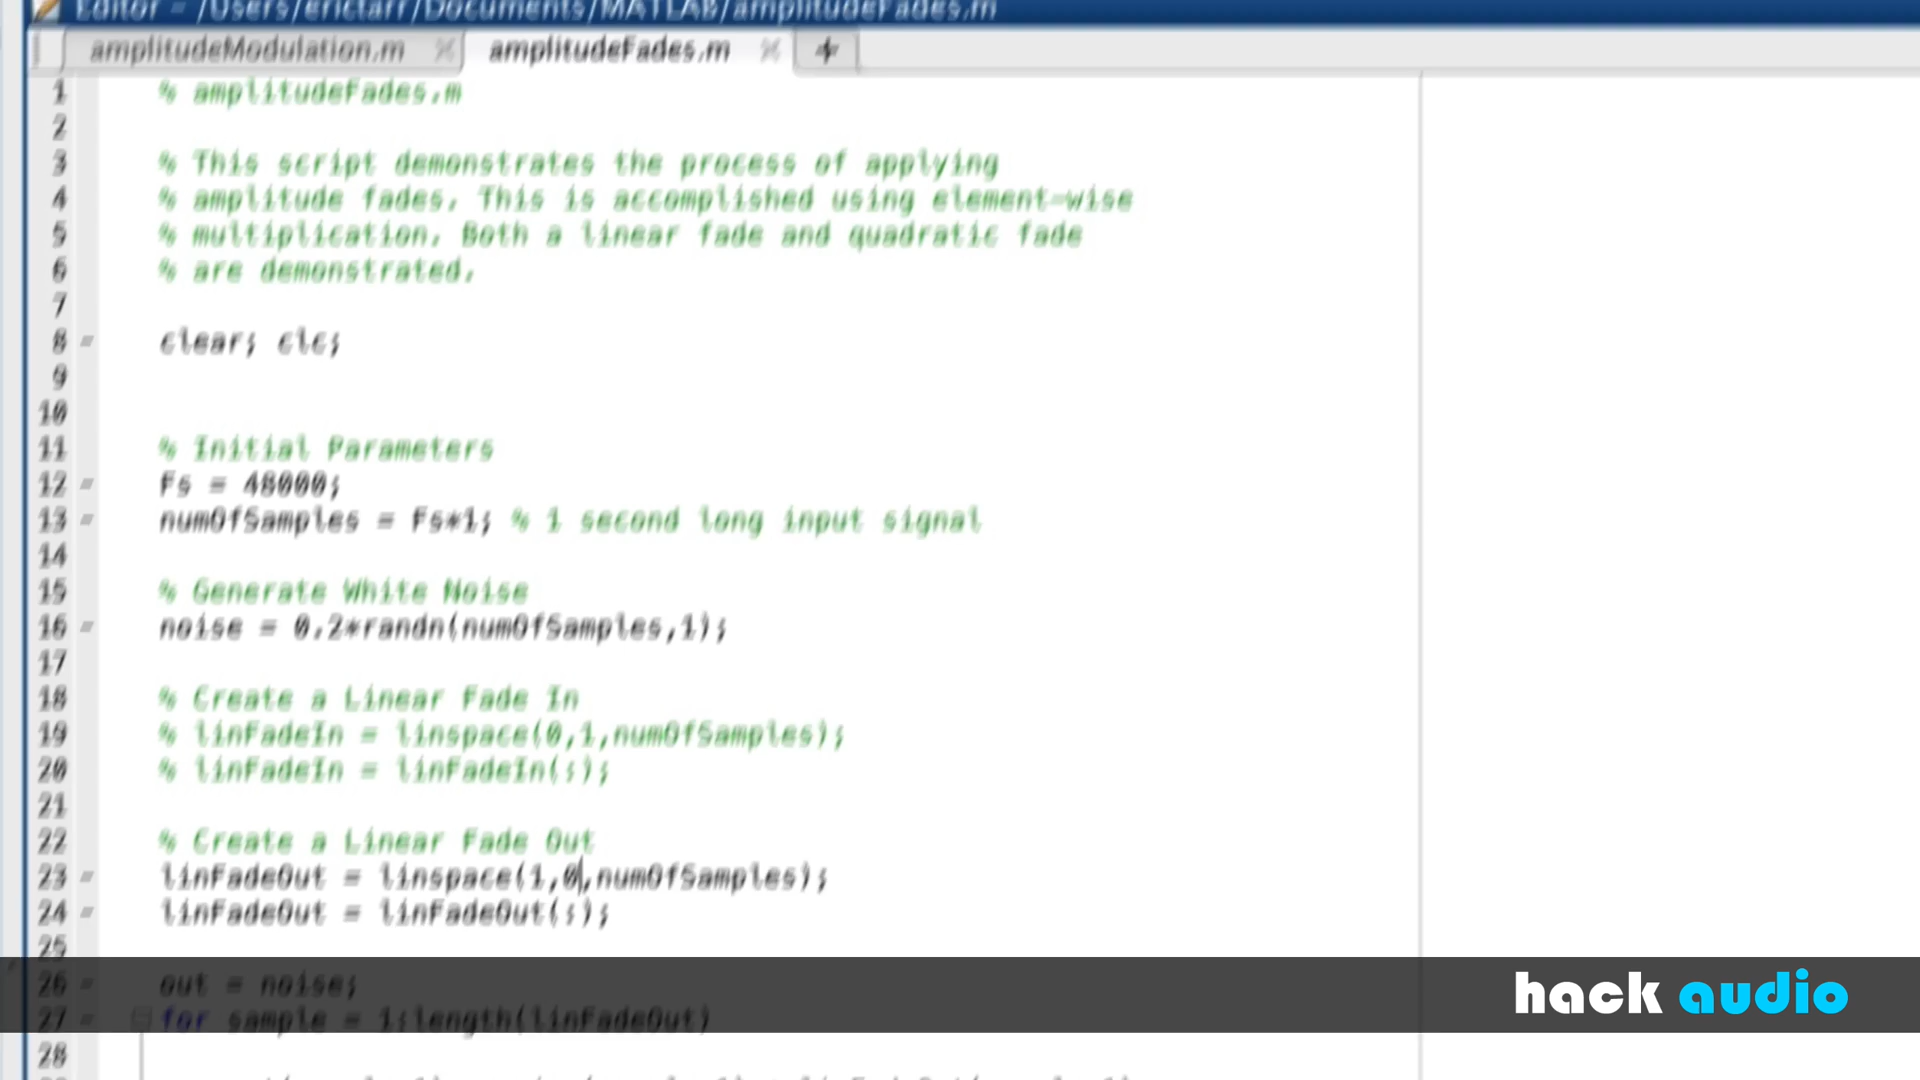 Editor - /Users/erictarr/Documents/MATLAB/amplitudeFades.m
amplitudeModulation.m × amplitudeFades.m × +
1 % amplitudeFades.m
2
3 % This script demonstrates the process of applying
4 % amplitude fades. This is accomplished using element-wise
5 % multiplication. Both a linear fade and quadratic fade
6 % are demonstrated.
7
8 - clear; clc;
9
10
11 % Initial Parameters
12 - Fs = 48000;
13 - numOfSamples = Fs*1; % 1 second long input signal
14
15 % Generate White Noise
16 - noise = 0.2*randn(numOfSamples,1);
17
18 % Create a Linear Fade In
19 % linFadeIn = linspace(0,1,numOfSamples);
20 % linFadeIn = linFadeIn(:);
21
22 % Create a Linear Fade Out
23 - linFadeOut = linspace(1,0,numOfSamples);
24 - linFadeOut = linFadeOut(:);
25
26 - out = noise;
27 - for sample = 1:length(linFadeOut)
28
hack audio